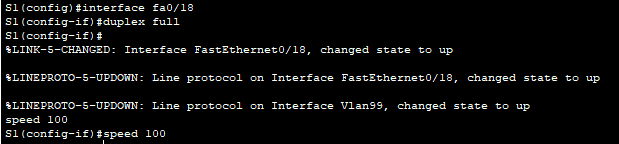 S1(config)#interface fa0/18
S1(config-if)#duplex full
S1(config-if)#
%LINK-5-CHANGED: Interface FastEthernet0/18, changed state to up
%LINEPROTO-5-UPDOWN: Line protocol on Interface FastEthernet0/18, changed state to up
%LINEPROTO-5-UPDOWN: Line protocol on Interface Vlan99, changed state to up
speed 100
S1(config-if)#speed 100